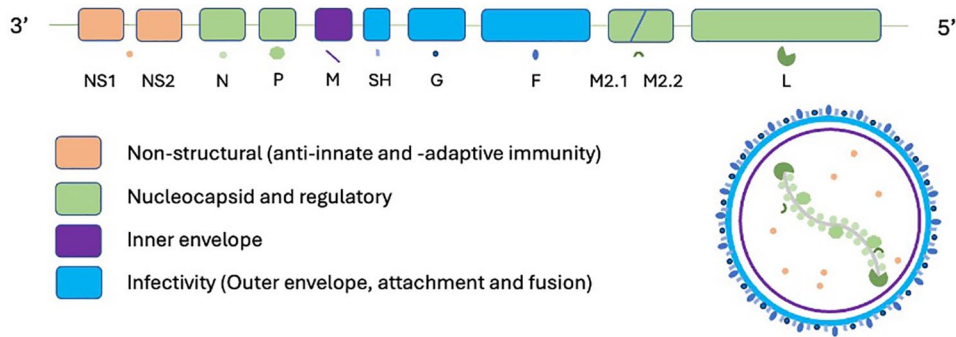 3’ 5’
NS1 NS2 N P M SH G F M2.1 M2.2 L
Non-structural (anti-innate and -adaptive immunity)
Nucleocapsid and regulatory
Inner envelope
Infectivity (Outer envelope, attachment and fusion)